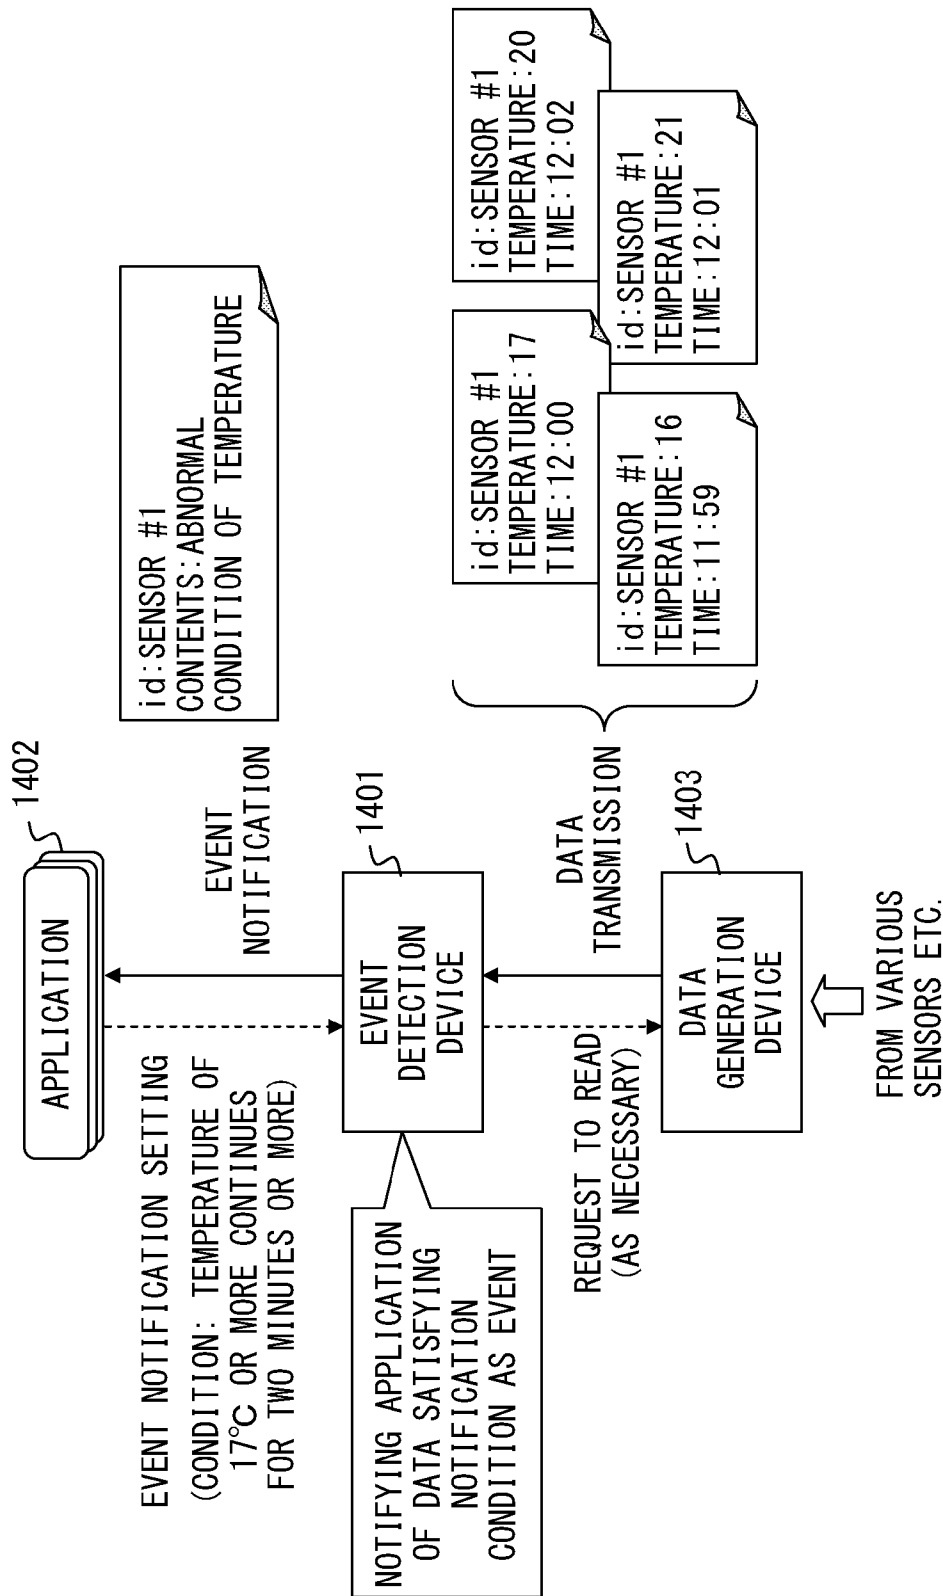 1402
APPLICATION
EVENT NOTIFICATION SETTING
(CONDITION: TEMPERATURE OF
17℃ OR MORE CONTINUES
FOR TWO MINUTES OR MORE)
EVENT
NOTIFICATION
id:SENSOR #1
CONTENTS:ABNORMAL
CONDITION OF TEMPERATURE
NOTIFYING APPLICATION
OF DATA SATISFYING
NOTIFICATION
CONDITION AS EVENT
1401
EVENT
DETECTION
DEVICE
REQUEST TO READ
(AS NECESSARY)
DATA
TRANSMISSION
id:SENSOR #1
TEMPERATURE:17
TIME:12:00
id:SENSOR #1
TEMPERATURE:20
TIME:12:02
id:SENSOR #1
TEMPERATURE:16
TIME:11:59
id:SENSOR #1
TEMPERATURE:21
TIME:12:01
1403
DATA
GENERATION
DEVICE
FROM VARIOUS
SENSORS ETC.